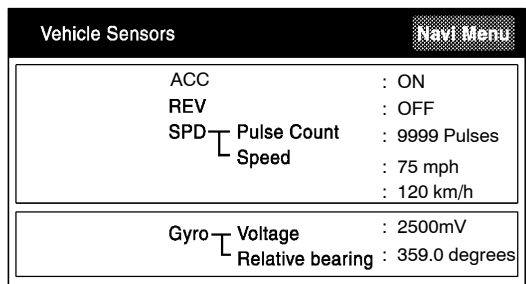 Vehicle Sensors Navi Menu
ACC : ON
REV : OFF
SPD Pulse Count : 9999 Pulses
Speed : 75 mph
: 120 km/h
Gyro Voltage : 2500mV
Relative bearing : 359.0 degrees